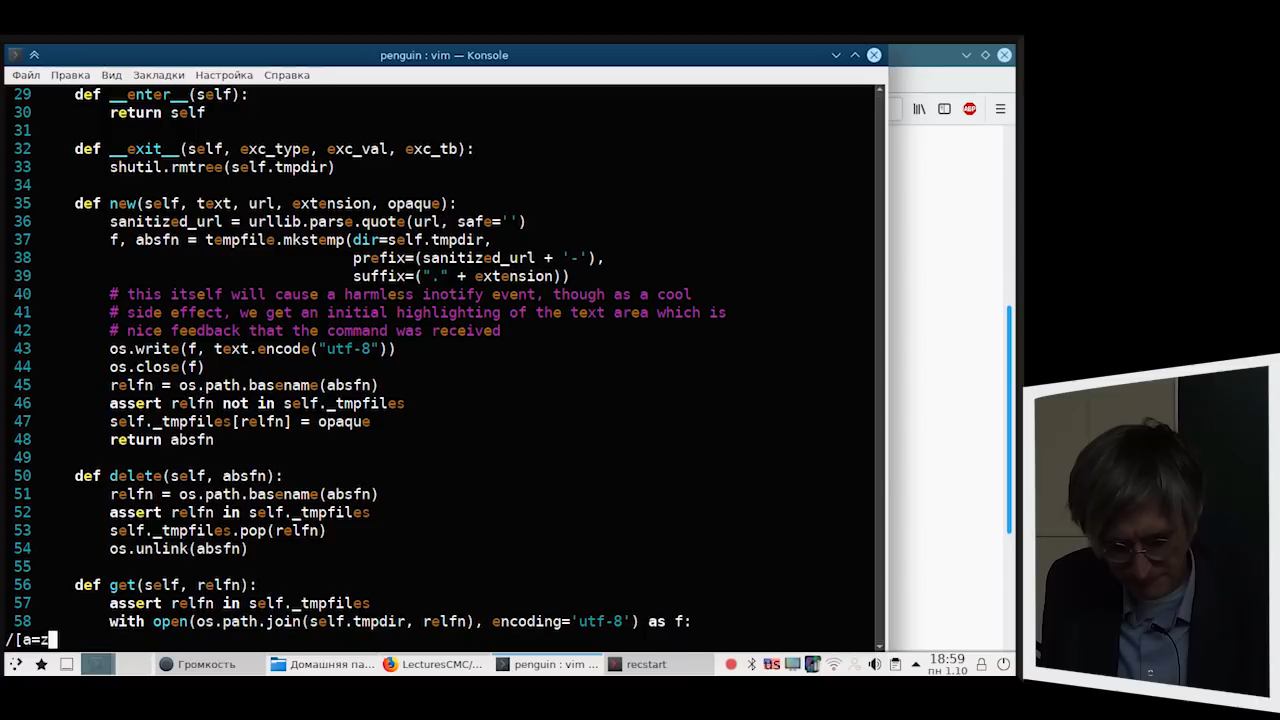 penguin : vim — Konsole
Файл Правка Вид Закладки Настройка Справка
29 def __enter__(self):
30 return self
31
32 def __exit__(self, exc_type, exc_val, exc_tb):
33 shutil.rmtree(self.tmpdir)
34
35 def new(self, text, url, extension, opaque):
36 sanitized_url = urllib.parse.quote(url, safe='')
37 f, absfn = tempfile.mkstemp(dir=self.tmpdir,
38 prefix=(sanitized_url + '-'),
39 suffix=("." + extension))
40 # this itself will cause a harmless inotify event, though as a cool
41 # side effect, we get an initial highlighting of the text area which is
42 # nice feedback that the command was received
43 os.write(f, text.encode("utf-8"))
44 os.close(f)
45 relfn = os.path.basename(absfn)
46 assert relfn not in self._tmpfiles
47 self._tmpfiles[relfn] = opaque
48 return absfn
49
50 def delete(self, absfn):
51 relfn = os.path.basename(absfn)
52 assert relfn in self._tmpfiles
53 self._tmpfiles.pop(relfn)
54 os.unlink(absfn)
55
56 def get(self, relfn):
57 assert relfn in self._tmpfiles
58 with open(os.path.join(self.tmpdir, relfn), encoding='utf-8') as f:
/[a=z
ABP
Громкость Домашняя па... LecturesCMC/... penguin : vim ... recstart us 18:59
пн 1.10